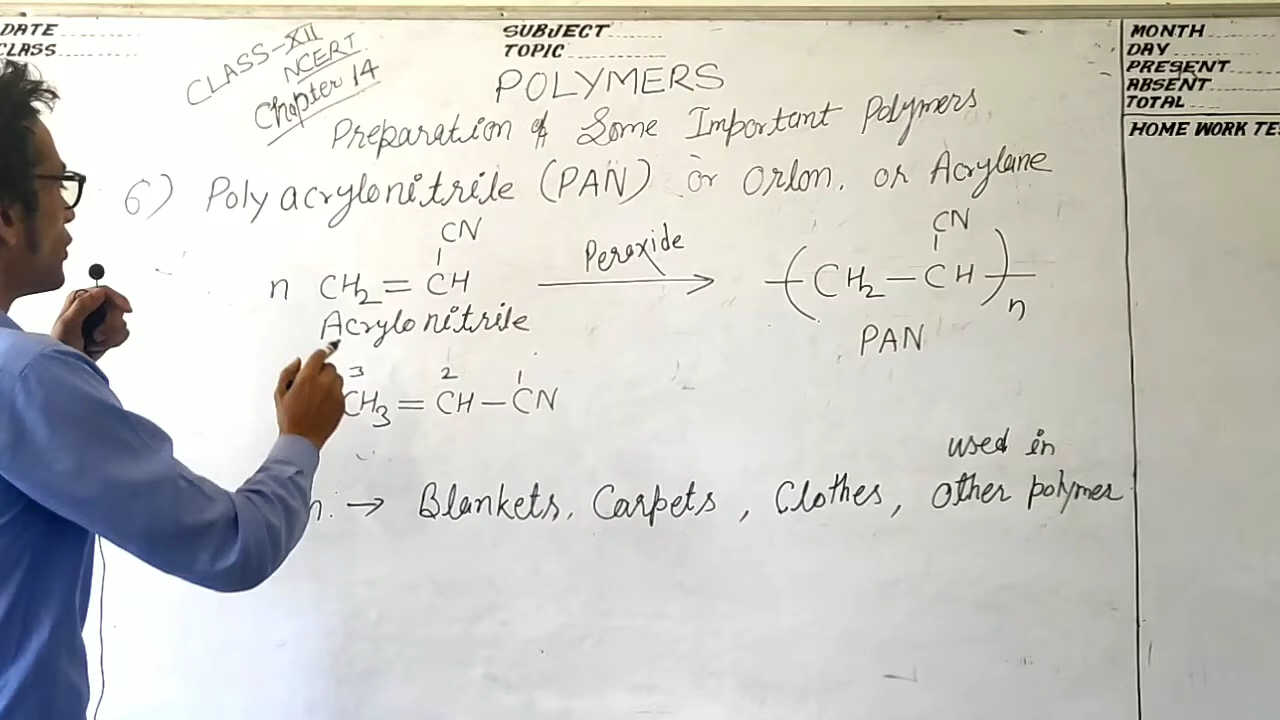 DATE ..........
CLASS ..........
SUBJECT ........
TOPIC ..............
MONTH ........
DAY ........
PRESENT ........
ABSENT ........
TOTAL ....
HOME WORK TES
CLASS-XII
NCERT
Chapter 14
POLYMERS
Preparation of Some Important Polymers
6) Polyacrylonitrile (PAN) or Orlon. or Acrylane
n CH₂ = CH
CN
Peroxide
⟶
-( CH₂ — CH )-n
CN
Acrylonitrile
PAN
3 2 1
CH₃ = CH — CN
used in
n. → Blankets, Carpets, Clothes, Other polymer